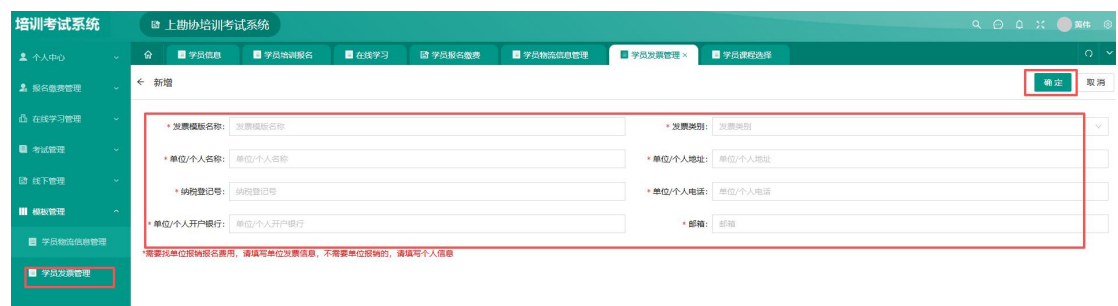 培训考试系统
上勘协培训考试系统
英伟
个人中心
报名缴费管理
在线学习管理
考试管理
线下管理
模板管理
学员物流信息管理
学员发票管理
学员信息
学员培训报名
在线学习
学员报名缴费
学员物流信息管理
学员发票管理 ×
学员课程选择
← 新增
确定
取消
* 发票模版名称: 发票模版名称
* 发票类别: 发票类别
* 单位/个人名称: 单位/个人名称
* 单位/个人地址: 单位/个人地址
* 纳税登记号: 纳税登记号
* 单位/个人电话: 单位/个人电话
* 单位/个人开户银行: 单位/个人开户银行
* 邮箱: 邮箱
*需要找单位报销报名费用，请填写单位发票信息，不需要单位报销的，请填写个人信息